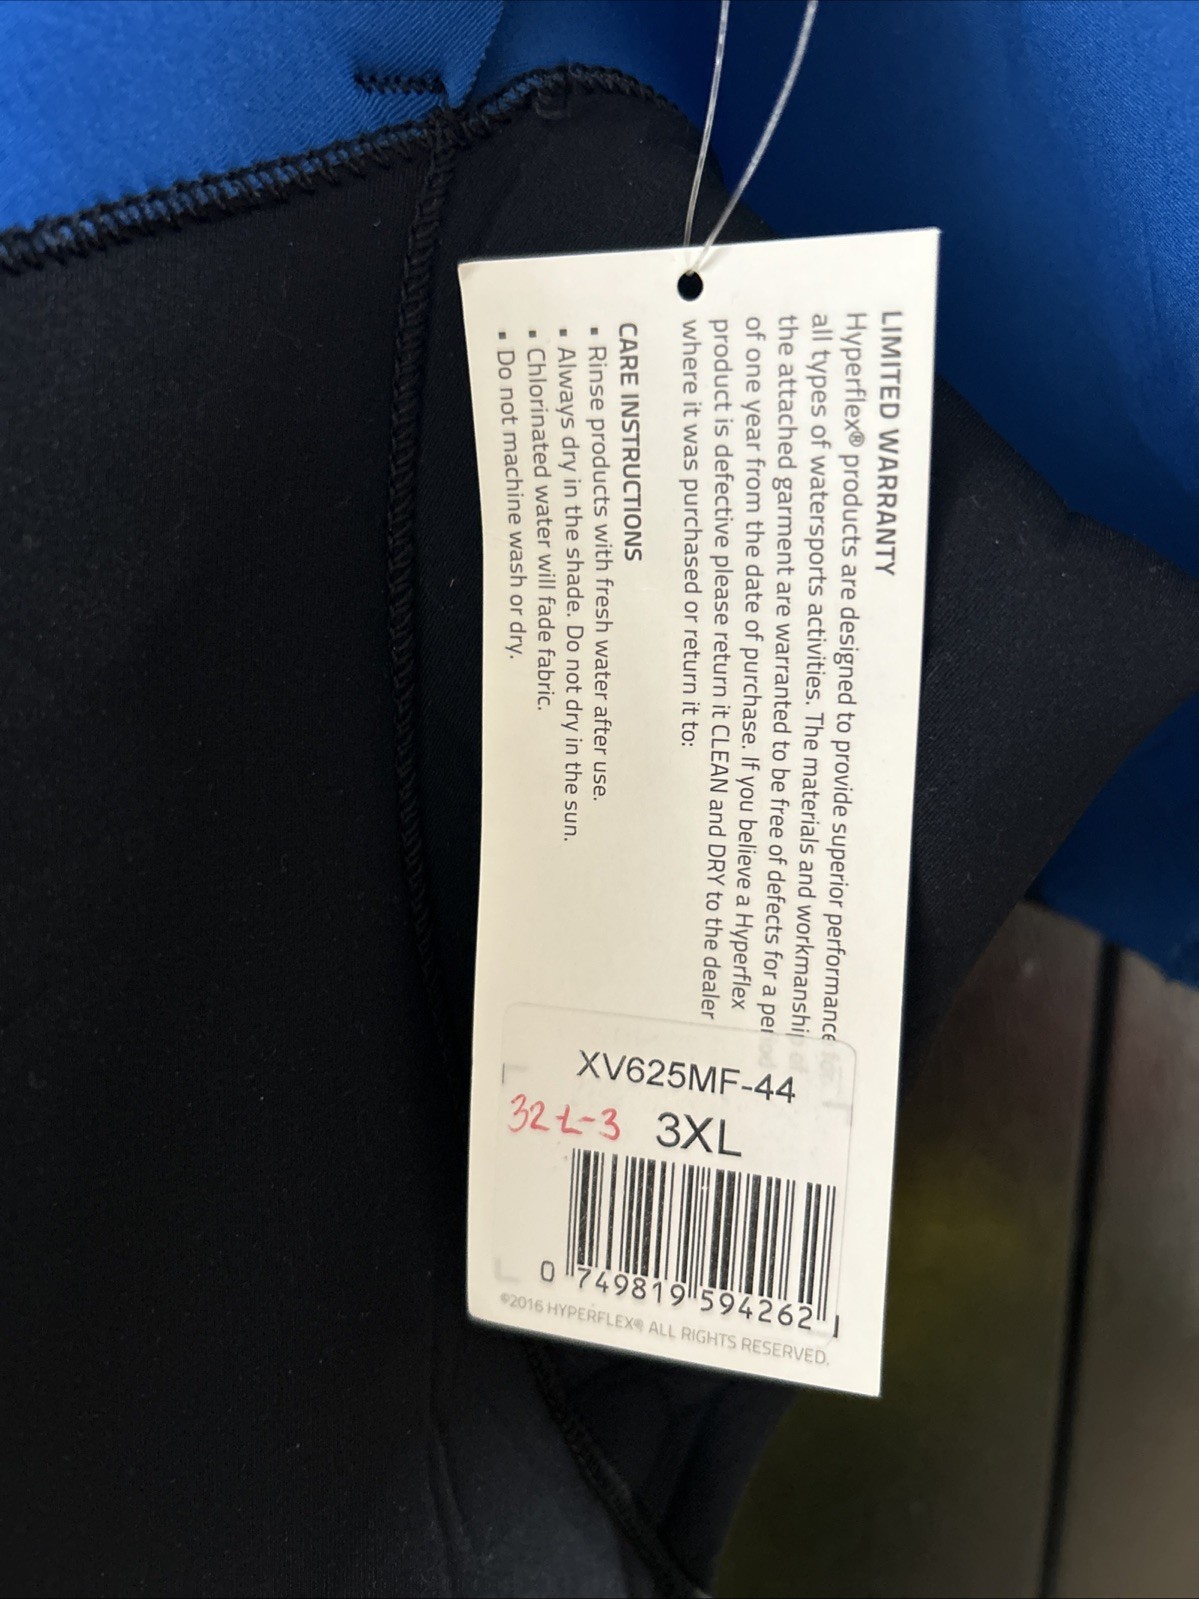 LIMITED WARRANTY
Hyperflex® products are designed to provide superior performance for
all types of watersports activities. The materials and workmanship of
the attached garment are warranted to be free of defects for a period
of one year from the date of purchase. If you believe a Hyperflex
product is defective please return it CLEAN and DRY to the dealer
where it was purchased or return it to:
CARE INSTRUCTIONS
▪ Rinse products with fresh water after use.
▪ Always dry in the shade. Do not dry in the sun.
▪ Chlorinated water will fade fabric.
▪ Do not machine wash or dry.
XV625MF-44
32 L-3 3XL
0 749819 594262
©2016 HYPERFLEX® ALL RIGHTS RESERVED.